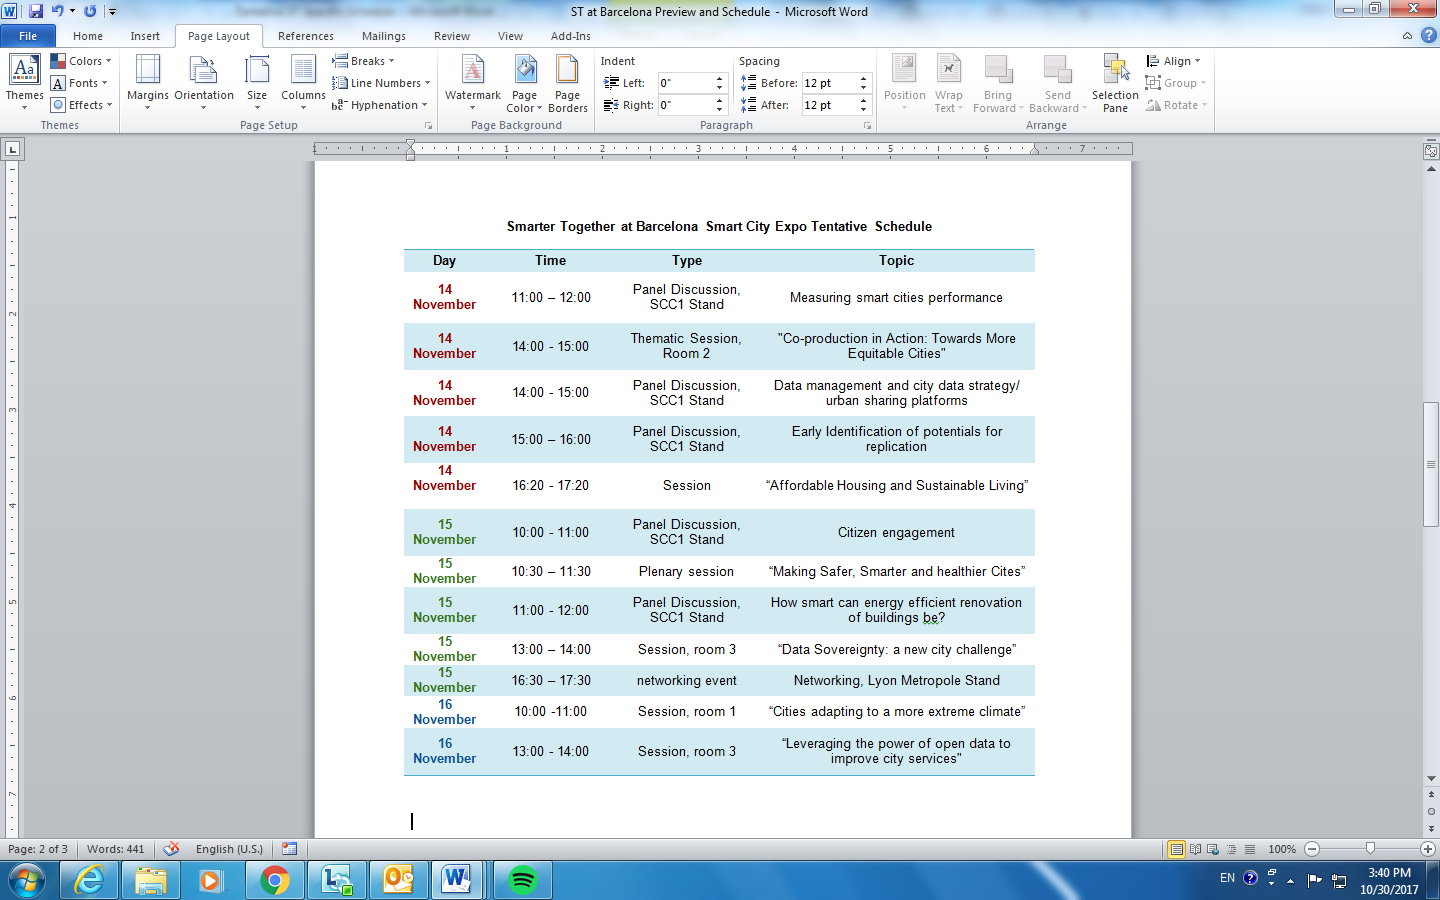 ST at Barcelona Preview and Schedule - Microsoft Word
File Home Insert Page Layout References Mailings Review View Add-Ins
Themes
Colors
Fonts
Effects
Themes
Margins
Orientation
Size
Columns
Breaks
Line Numbers
Hyphenation
Page Setup
Watermark
Page Color
Page Borders
Page Background
Indent
Left: 0"
Right: 0"
Spacing
Before: 12 pt
After: 12 pt
Paragraph
Position
Wrap Text
Bring Forward
Send Backward
Selection Pane
Align
Group
Rotate
Arrange
1 1 2 3 4 5 6 7
Smarter Together at Barcelona Smart City Expo Tentative Schedule
Day Time Type Topic
14 November 11:00 – 12:00 Panel Discussion, SCC1 Stand Measuring smart cities performance
14 November 14:00 - 15:00 Thematic Session, Room 2 "Co-production in Action: Towards More Equitable Cities"
14 November 14:00 - 15:00 Panel Discussion, SCC1 Stand Data management and city data strategy/ urban sharing platforms
14 November 15:00 – 16:00 Panel Discussion, SCC1 Stand Early Identification of potentials for replication
14 November 16:20 - 17:20 Session “Affordable Housing and Sustainable Living”
15 November 10:00 - 11:00 Panel Discussion, SCC1 Stand Citizen engagement
15 November 10:30 – 11:30 Plenary session “Making Safer, Smarter and healthier Cites”
15 November 11:00 - 12:00 Panel Discussion, SCC1 Stand How smart can energy efficient renovation of buildings be?
15 November 13:00 – 14:00 Session, room 3 “Data Sovereignty: a new city challenge”
15 November 16:30 – 17:30 networking event Networking, Lyon Metropole Stand
16 November 10:00 -11:00 Session, room 1 “Cities adapting to a more extreme climate”
16 November 13:00 - 14:00 Session, room 3 “Leveraging the power of open data to improve city services"
Page: 2 of 3 Words: 441 English (U.S.) 100%
EN 3:40 PM
10/30/2017